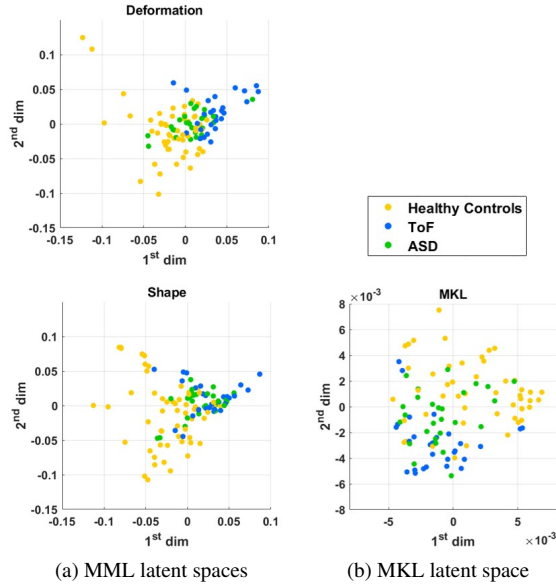 Deformation
0.15
0.1
0.05
0
-0.05
-0.1
-0.15
2nd dim
-0.15 -0.1 -0.05 0 0.05 0.1
1st dim
Healthy Controls
ToF
ASD
Shape
0.15
0.1
0.05
0
-0.05
-0.1
-0.15
2nd dim
-0.15 -0.1 -0.05 0 0.05 0.1
1st dim
(a) MML latent spaces
MKL
×10-3
8
6
4
2
0
-2
-4
-6
-8
2nd dim
-5 0 5
1st dim ×10-3
(b) MKL latent space